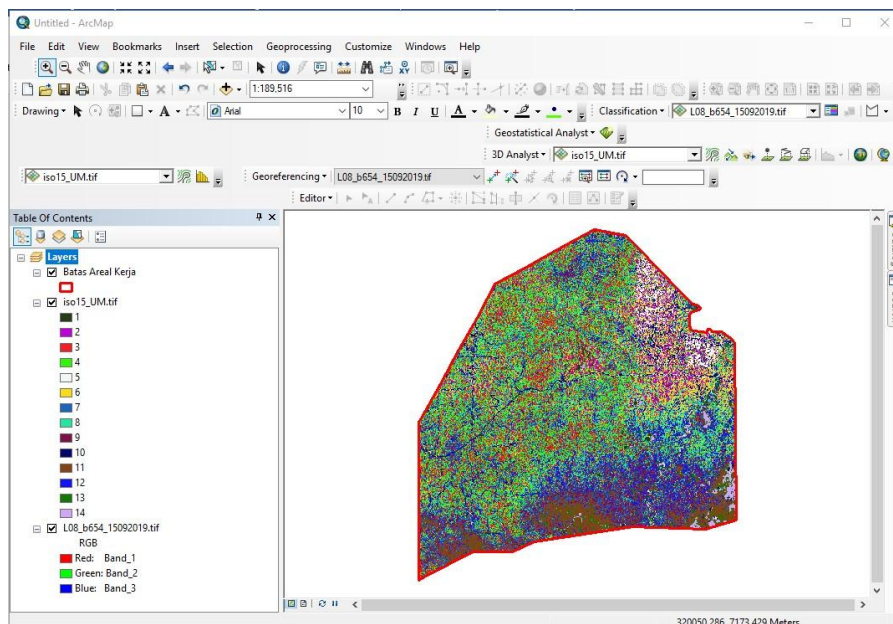 Untitled - ArcMap
File Edit View Bookmarks Insert Selection Geoprocessing Customize Windows Help
1:189,516
Drawing Arial 10 B I U A Classification L08_b654_15092019.tif
Geostatistical Analyst
3D Analyst iso15_UM.tif
iso15_UM.tif Georeferencing L08_b654_15092019.tif
Editor
Table Of Contents
Layers
Batas Areal Kerja
iso15_UM.tif
1
2
3
4
5
6
7
8
9
10
11
12
13
14
L08_b654_15092019.tif
RGB
Red: Band_1
Green: Band_2
Blue: Band_3
320050,286 7173,429 Meters